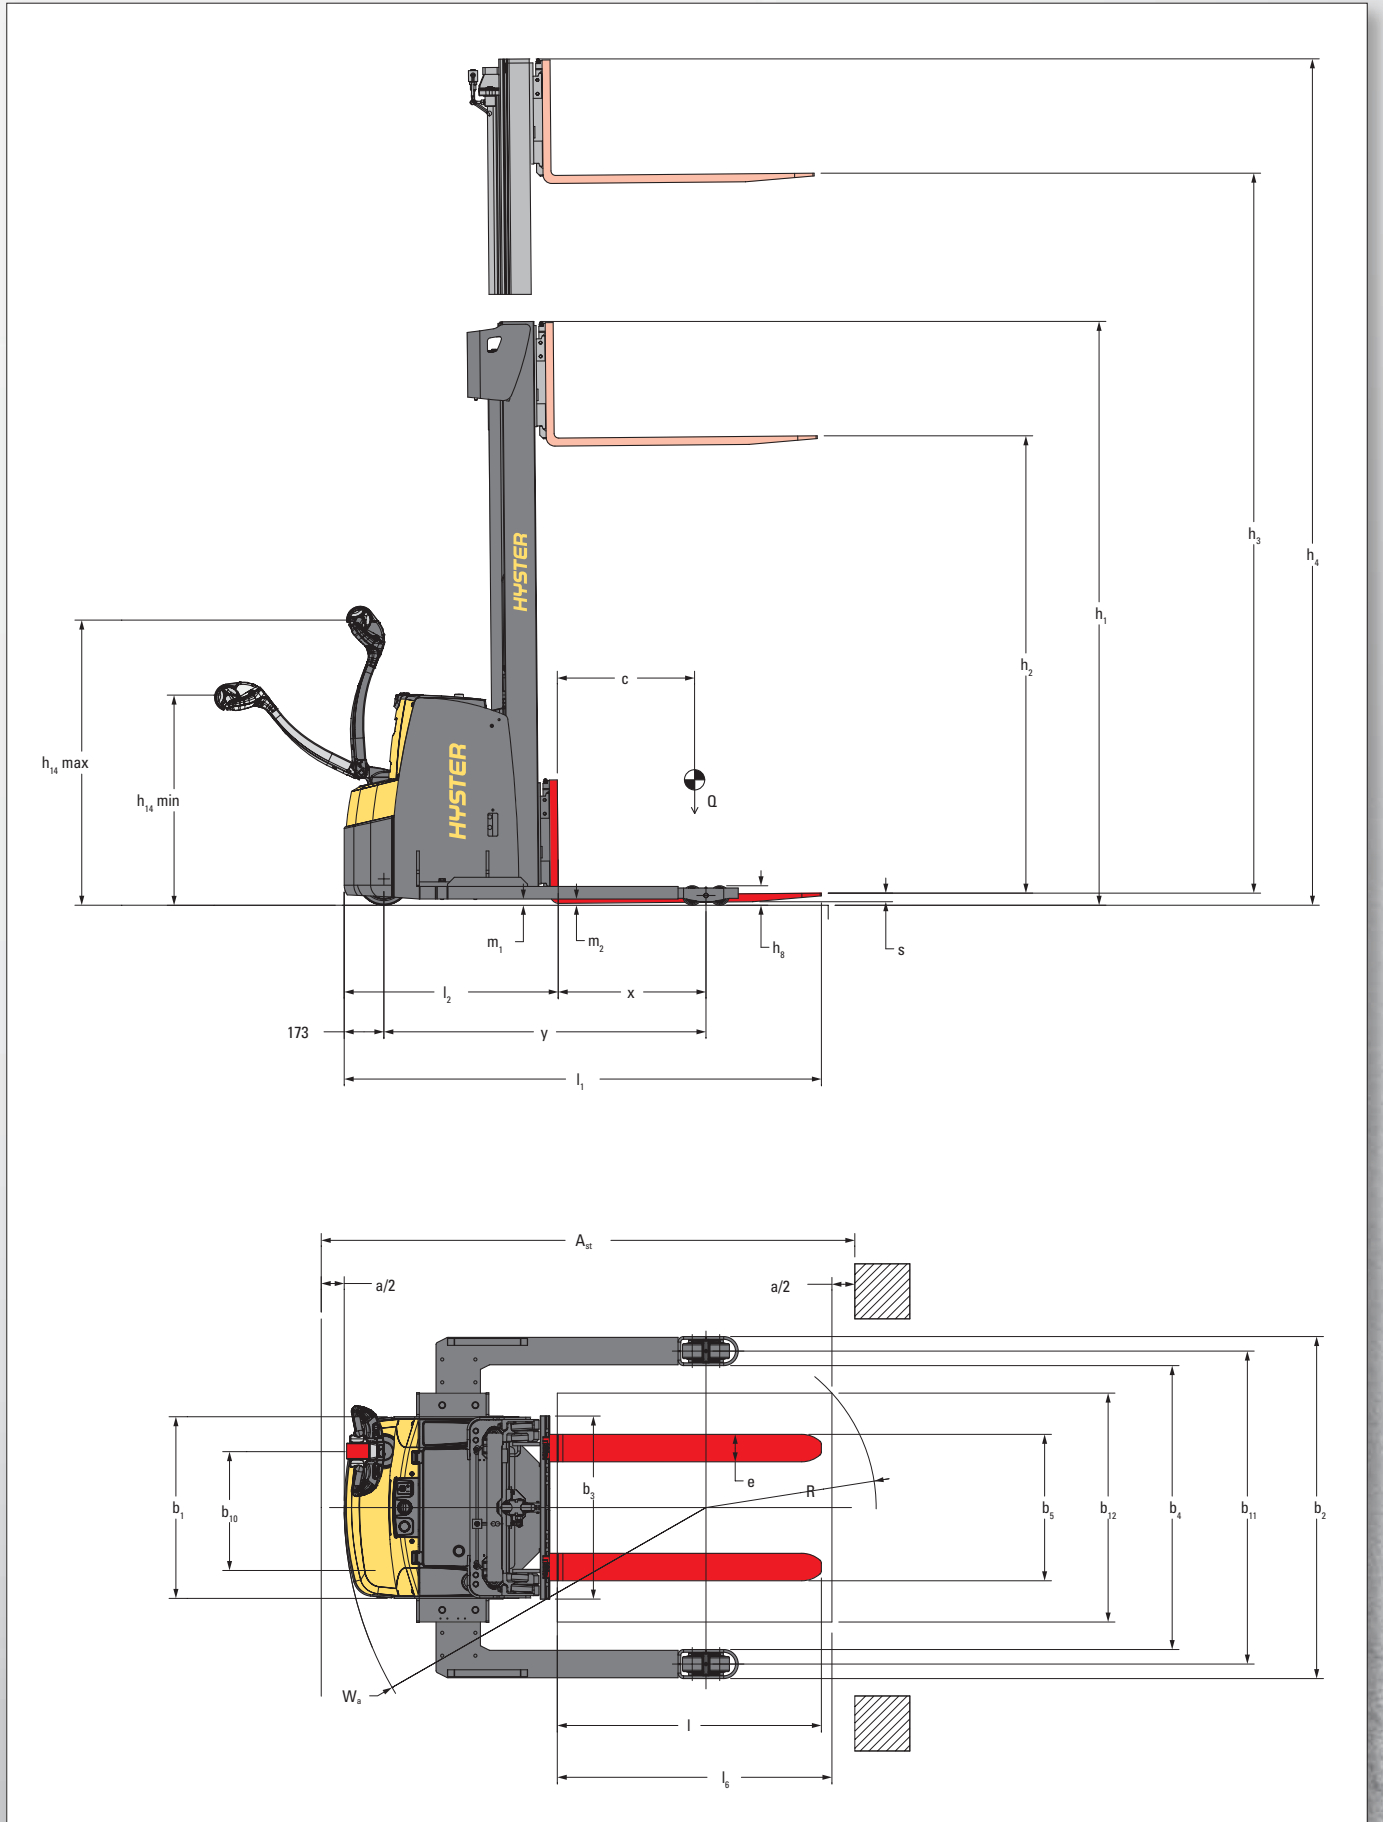 HYSTER
h3
h4
h1
h2
c
h14 max
h14 min
HYSTER
Q
m1
m2
h8
s
l2
x
173
y
l1
Ast
a/2
a/2
e
R
b1
b10
b3
b5
b12
b4
b11
b2
Wa
l
l6